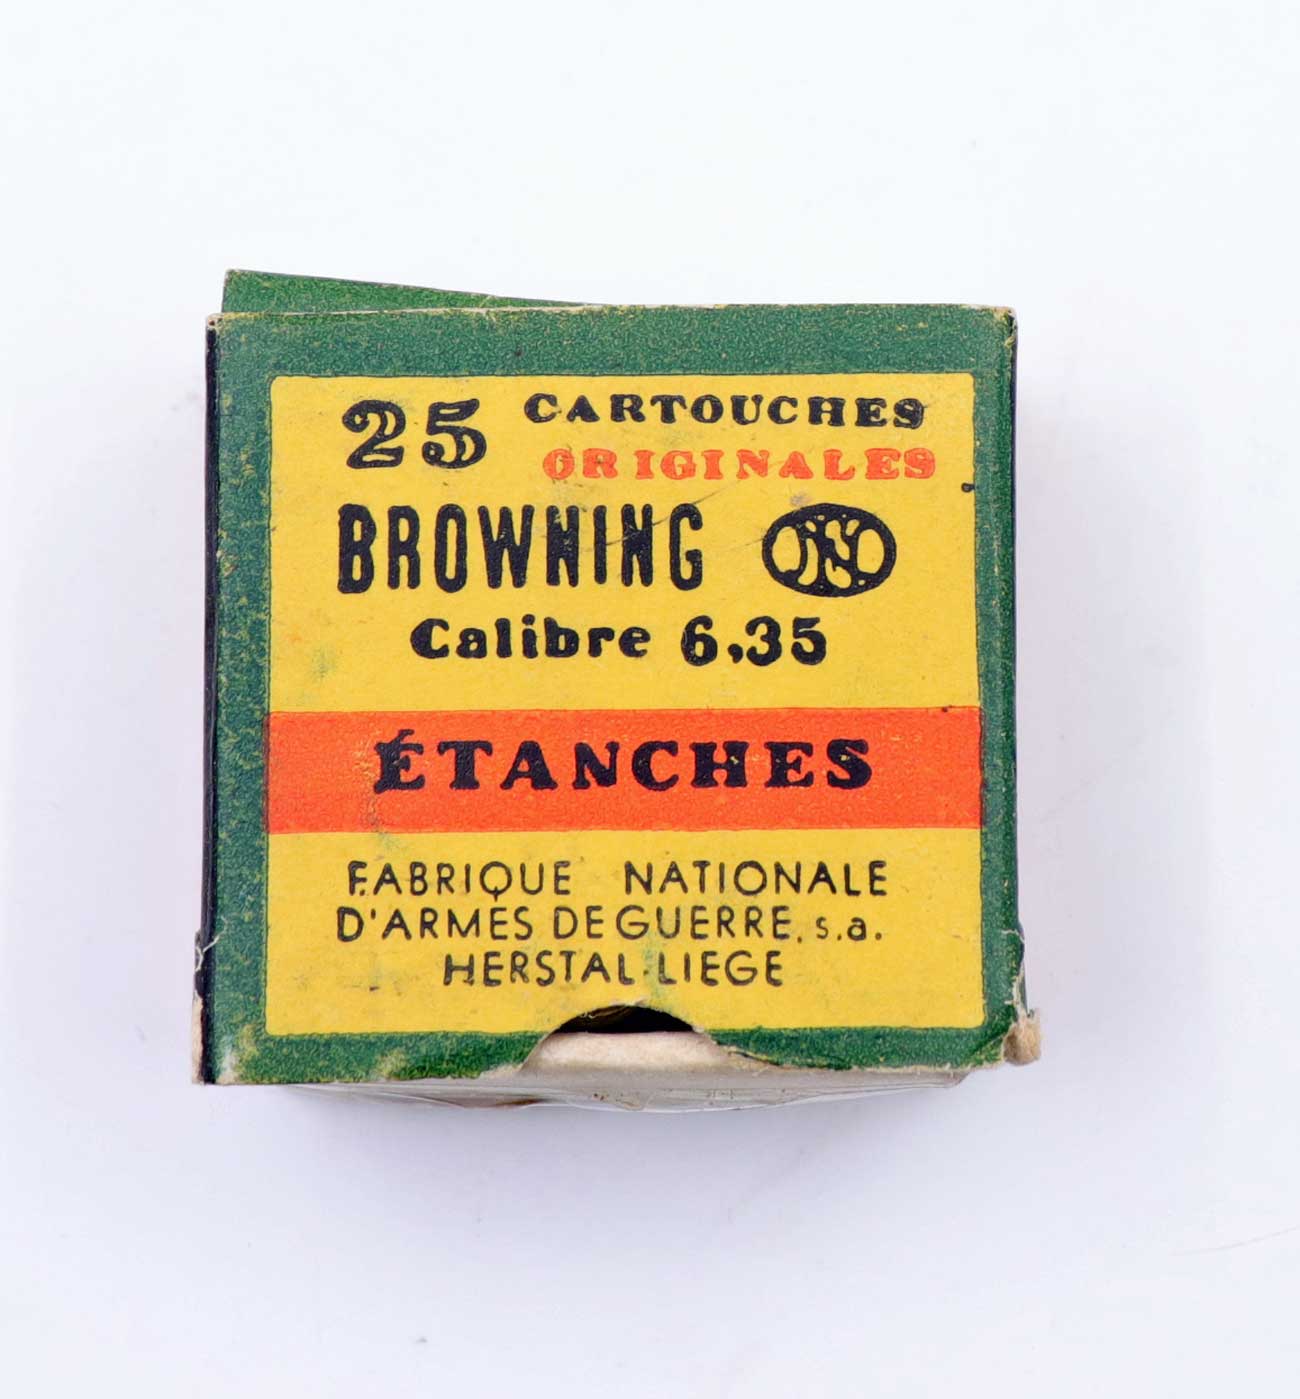 25 CARTOUCHES
ORIGINALES
BROWNING FN
Calibre 6,35
ÉTANCHES
FABRIQUE NATIONALE
D'ARMES DE GUERRE, s.a.
HERSTAL-LIEGE